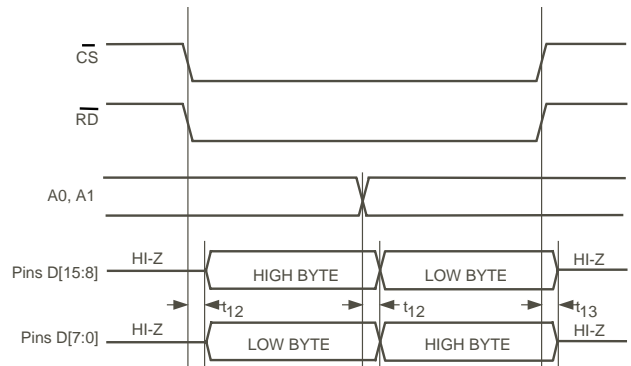 CS
RD
A0, A1
Pins D[15:8]
HI-Z
HIGH BYTE
LOW BYTE
HI-Z
t12
t12
t13
Pins D[7:0]
HI-Z
LOW BYTE
HIGH BYTE
HI-Z